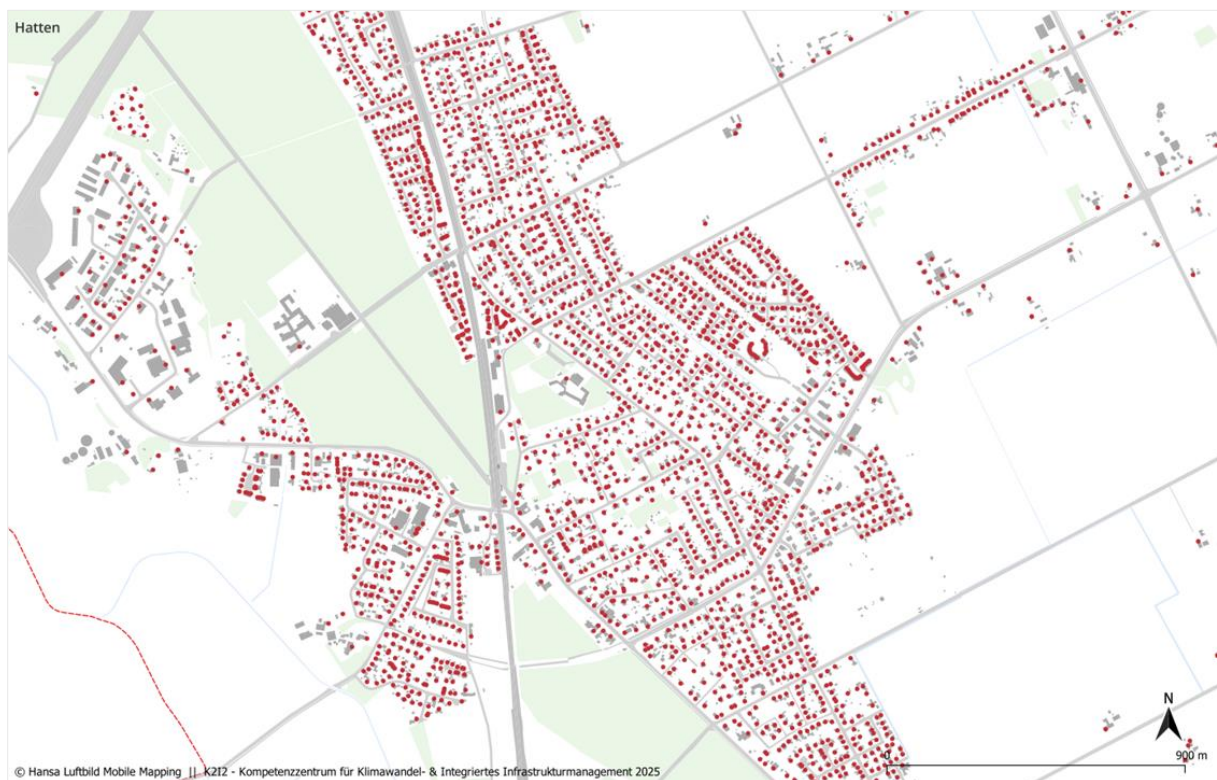 Hatten
N
0 900 m
© Hansa Luftbild Mobile Mapping || K2I2 - Kompetenzzentrum für Klimawandel- & Integriertes Infrastrukturmanagement 2025